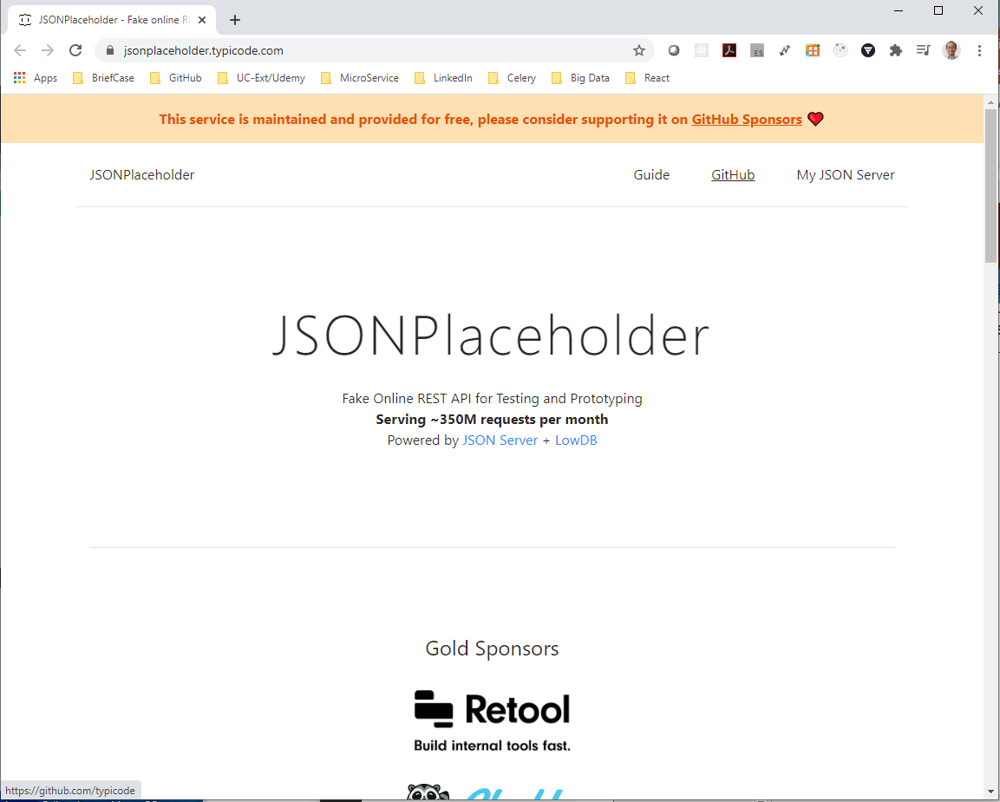 JSONPlaceholder - Fake online RE
jsonplaceholder.typicode.com
ES
Apps BriefCase GitHub UC-Ext/Udemy MicroService LinkedIn Celery Big Data React
This service is maintained and provided for free, please consider supporting it on GitHub Sponsors
JSONPlaceholder Guide GitHub My JSON Server
JSONPlaceholder
Fake Online REST API for Testing and Prototyping
Serving ~350M requests per month
Powered by JSON Server + LowDB
Gold Sponsors
Retool
Build internal tools fast.
https://github.com/typicode